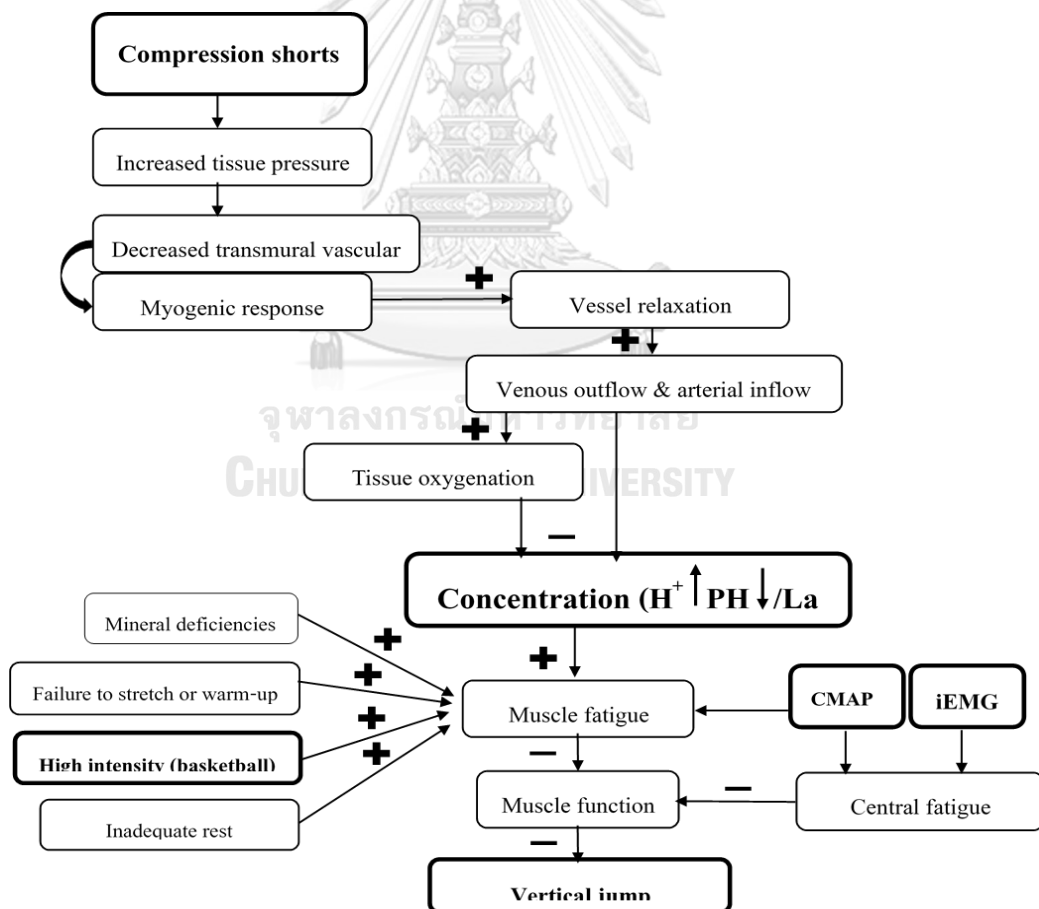 Compression shorts
Increased tissue pressure
Decreased transmural vascular
Myogenic response
+
Vessel relaxation
+
Venous outflow & arterial inflow
+
Tissue oxygenation
จุฬาลงกรณ์มหาวิทยาลัย
CHU UNIVERSITY
−
Concentration (H+ ↑ PH ↓/La
+
Mineral deficiencies
+
Failure to stretch or warm-up
+
High intensity (basketball)
+
Inadequate rest
+
Muscle fatigue
CMAP
iEMG
−
Muscle function
−
Central fatigue
−
Vertical jump